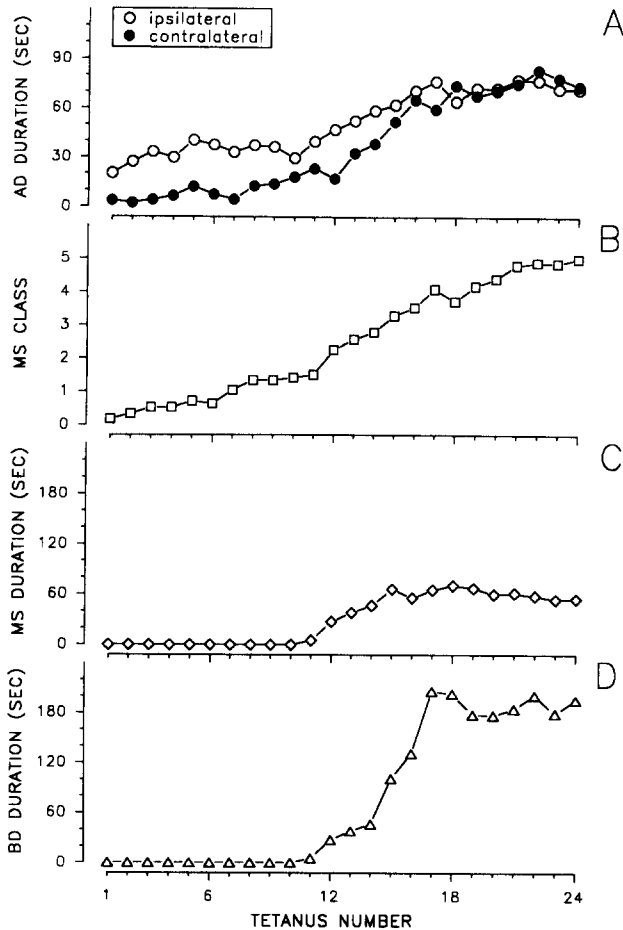 ipsilateral
contralateral
A
AD DURATION (SEC)
90
60
30
0
B
MS CLASS
5
4
3
2
1
0
C
MS DURATION (SEC)
180
120
60
0
D
BD DURATION (SEC)
180
120
60
0
1 6 12 18 24
TETANUS NUMBER